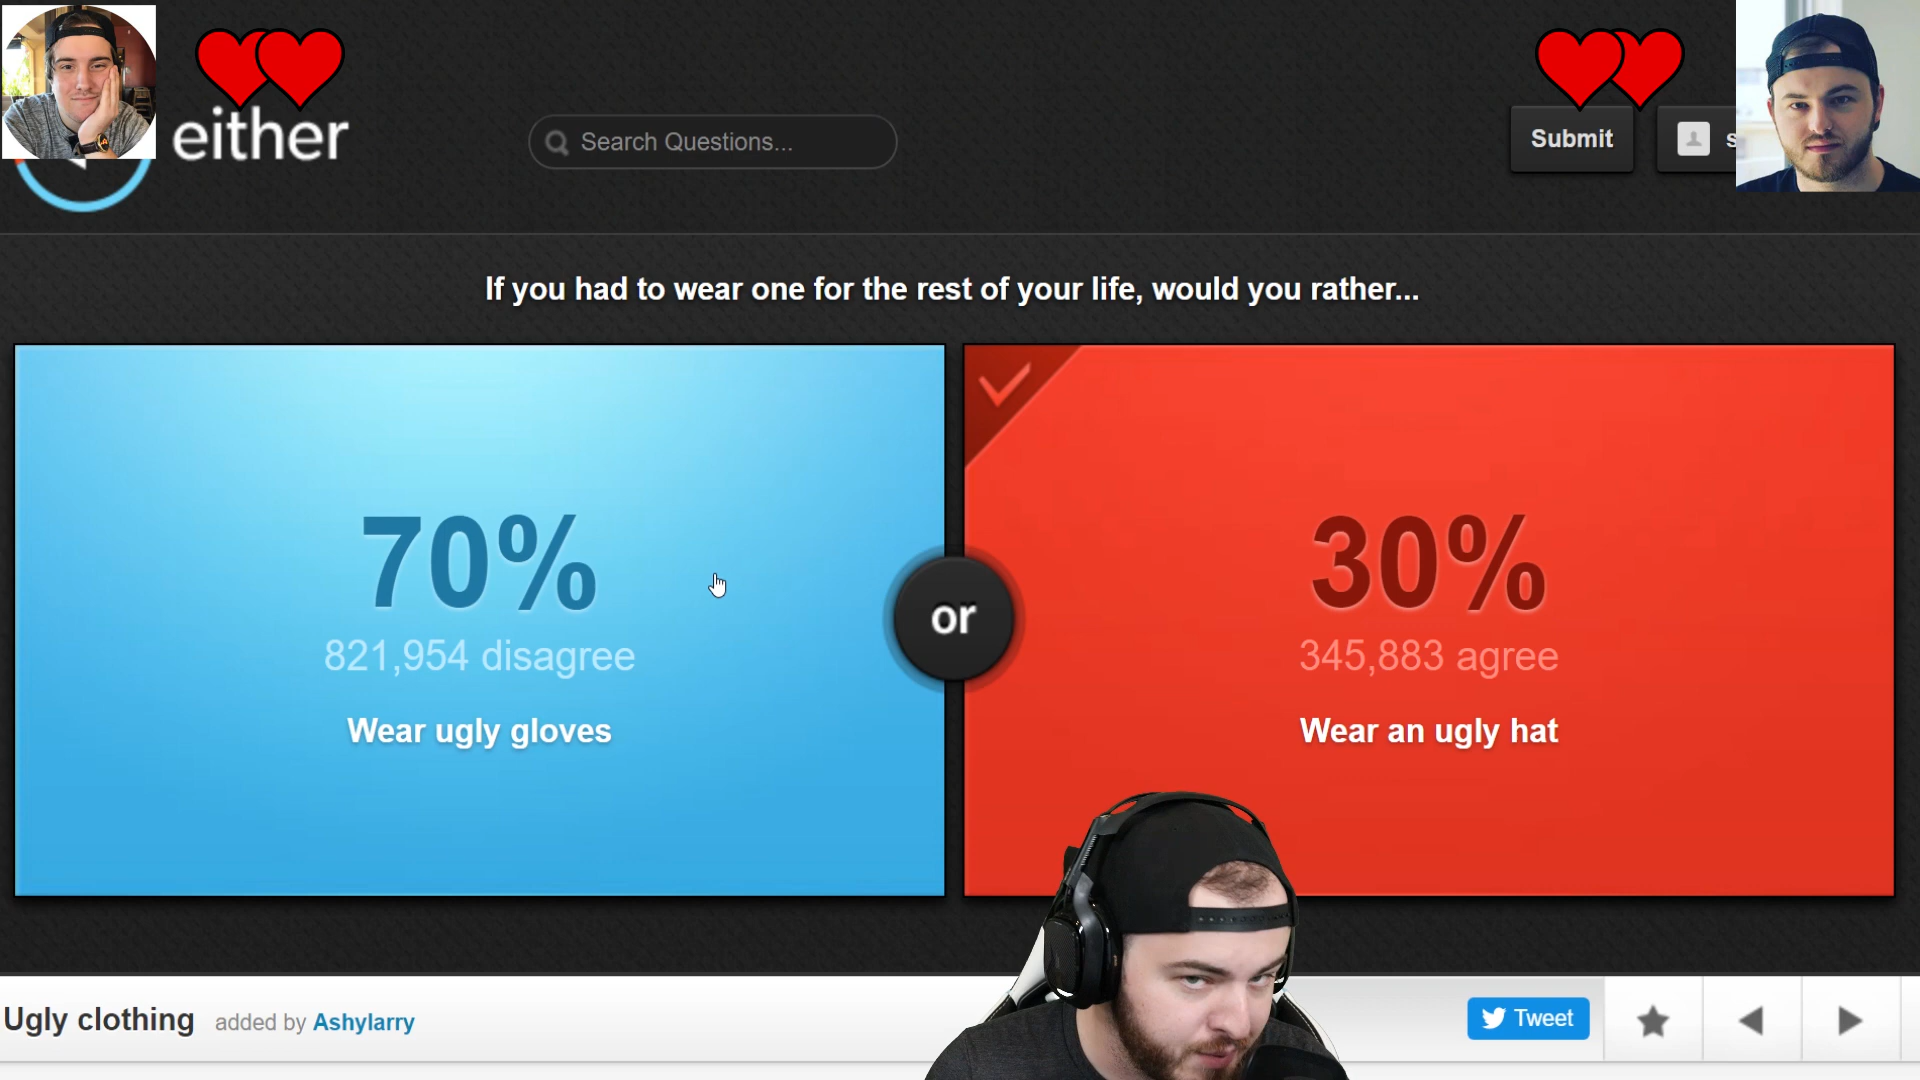 either
Search Questions...
Submit
If you had to wear one for the rest of your life, would you rather...
70%
821,954 disagree
Wear ugly gloves
or
30%
345,883 agree
Wear an ugly hat
Ugly clothing added by Ashylarry
Tweet